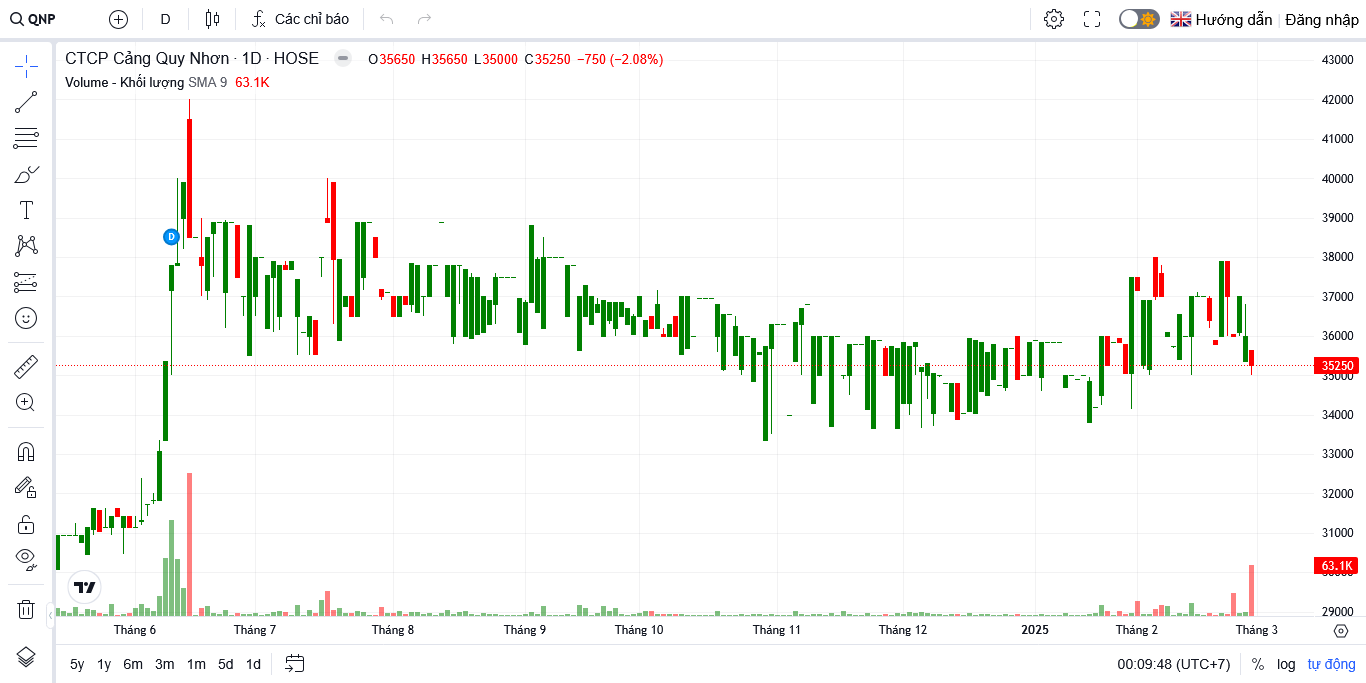 QNP D Các chỉ báo Hướng dẫn Đăng nhập
CTCP Cảng Quy Nhơn · 1D · HOSE O35650 H35650 L35000 C35250 −750 (−2.08%)
Volume - Khối lượng SMA 9 63.1K
43000
42000
41000
40000
39000
D
38000
37000
36000
35250
35000
34000
33000
32000
31000
63.1K
30000
29000
Tháng 6 Tháng 7 Tháng 8 Tháng 9 Tháng 10 Tháng 11 Tháng 12 2025 Tháng 2 Tháng 3
5y 1y 6m 3m 1m 5d 1d 00:09:48 (UTC+7) % log tự động